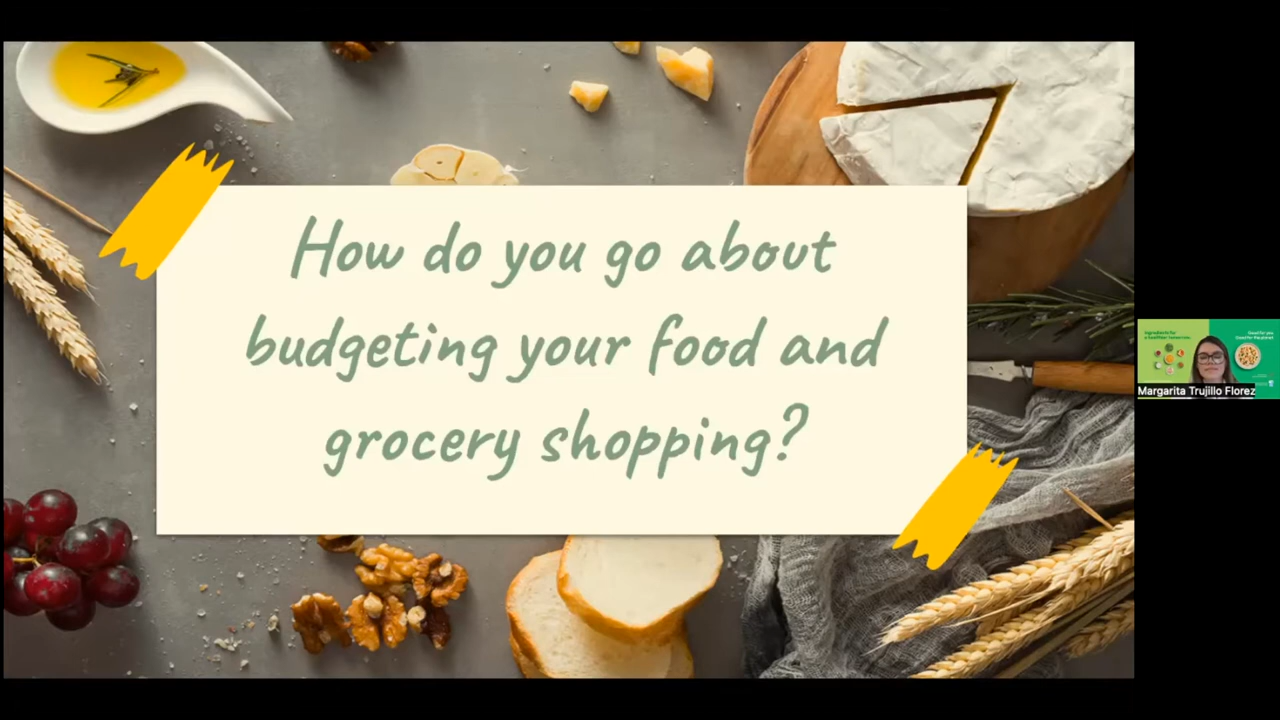 How do you go about
budgeting your food and
grocery shopping?
Margarita Trujillo Florez